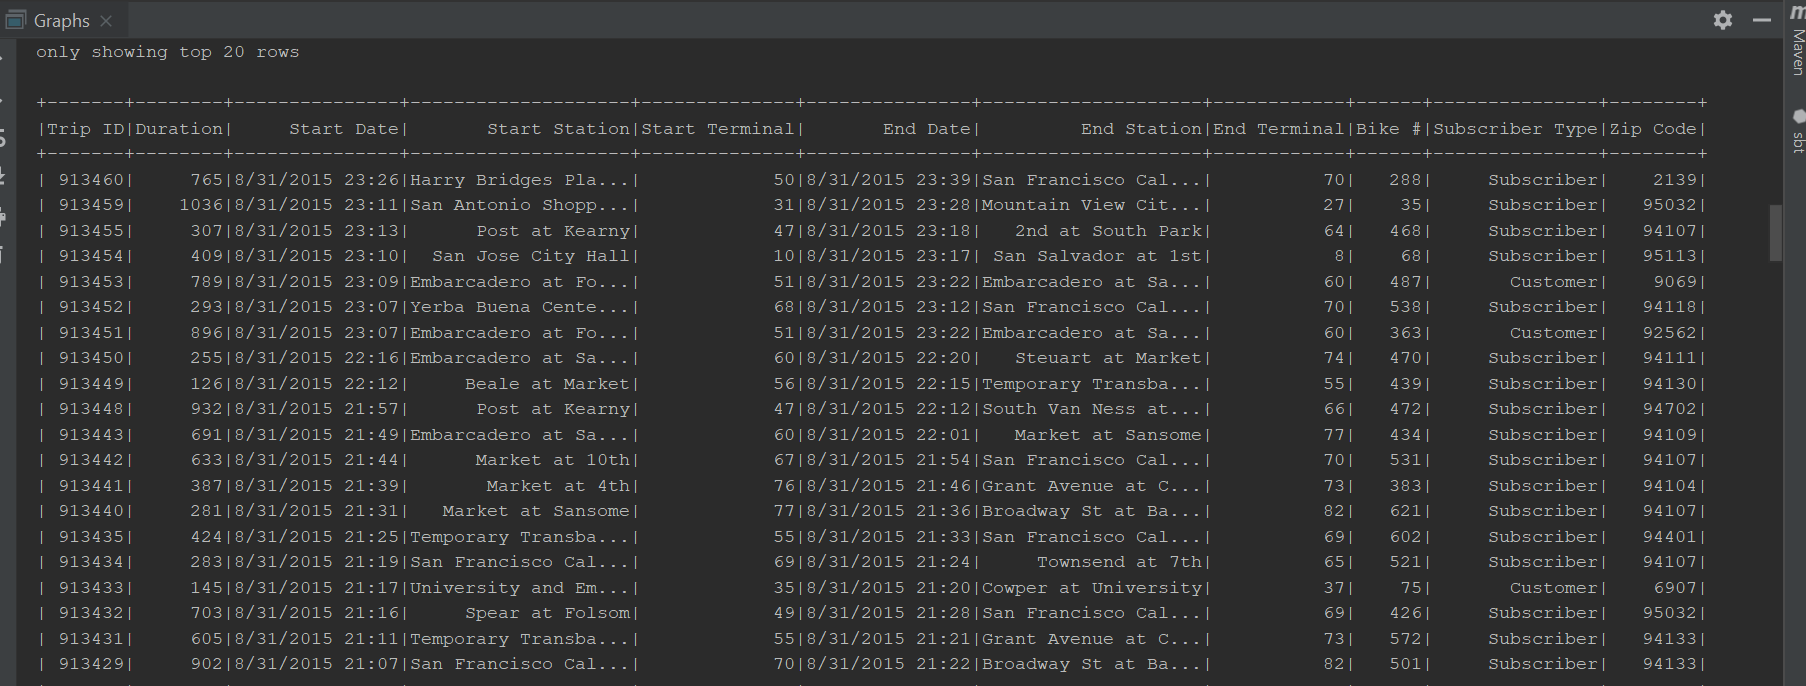 Graphs
only showing top 20 rows
+-------+--------+---------------+--------------------+--------------+---------------+--------------------+------------+------+---------------+--------+
|Trip ID|Duration|     Start Date|       Start Station|Start Terminal|       End Date|         End Station|End Terminal|Bike #|Subscriber Type|Zip Code|
+-------+--------+---------------+--------------------+--------------+---------------+--------------------+------------+------+---------------+--------+
| 913460|     765|8/31/2015 23:26|Harry Bridges Pla...|            50|8/31/2015 23:39|San Francisco Cal...|          70|   288|     Subscriber|    2139|
| 913459|    1036|8/31/2015 23:11|San Antonio Shopp...|            31|8/31/2015 23:28|Mountain View Cit...|          27|    35|     Subscriber|   95032|
| 913455|     307|8/31/2015 23:13|      Post at Kearny|            47|8/31/2015 23:18|   2nd at South Park|          64|   468|     Subscriber|   94107|
| 913454|     409|8/31/2015 23:10|  San Jose City Hall|            10|8/31/2015 23:17| San Salvador at 1st|           8|    68|     Subscriber|   95113|
| 913453|     789|8/31/2015 23:09|Embarcadero at Fo...|            51|8/31/2015 23:22|Embarcadero at Sa...|          60|   487|       Customer|    9069|
| 913452|     293|8/31/2015 23:07|Yerba Buena Cente...|            68|8/31/2015 23:12|San Francisco Cal...|          70|   538|     Subscriber|   94118|
| 913451|     896|8/31/2015 23:07|Embarcadero at Fo...|            51|8/31/2015 23:22|Embarcadero at Sa...|          60|   363|       Customer|   92562|
| 913450|     255|8/31/2015 22:16|Embarcadero at Sa...|            60|8/31/2015 22:20|   Steuart at Market|          74|   470|     Subscriber|   94111|
| 913449|     126|8/31/2015 22:12|     Beale at Market|            56|8/31/2015 22:15|Temporary Transba...|          55|   439|     Subscriber|   94130|
| 913448|     932|8/31/2015 21:57|      Post at Kearny|            47|8/31/2015 22:12|South Van Ness at...|          66|   472|     Subscriber|   94702|
| 913443|     691|8/31/2015 21:49|Embarcadero at Sa...|            60|8/31/2015 22:01|   Market at Sansome|          77|   434|     Subscriber|   94109|
| 913442|     633|8/31/2015 21:44|      Market at 10th|            67|8/31/2015 21:54|San Francisco Cal...|          70|   531|     Subscriber|   94107|
| 913441|     387|8/31/2015 21:39|       Market at 4th|            76|8/31/2015 21:46|Grant Avenue at C...|          73|   383|     Subscriber|   94104|
| 913440|     281|8/31/2015 21:31|   Market at Sansome|            77|8/31/2015 21:36|Broadway St at Ba...|          82|   621|     Subscriber|   94107|
| 913435|     424|8/31/2015 21:25|Temporary Transba...|            55|8/31/2015 21:33|San Francisco Cal...|          69|   602|     Subscriber|   94401|
| 913434|     283|8/31/2015 21:19|San Francisco Cal...|            69|8/31/2015 21:24|     Townsend at 7th|          65|   521|     Subscriber|   94107|
| 913433|     145|8/31/2015 21:17|University and Em...|            35|8/31/2015 21:20|Cowper at University|          37|    75|       Customer|    6907|
| 913432|     703|8/31/2015 21:16|     Spear at Folsom|            49|8/31/2015 21:28|San Francisco Cal...|          69|   426|     Subscriber|   95032|
| 913431|     605|8/31/2015 21:11|Temporary Transba...|            55|8/31/2015 21:21|Grant Avenue at C...|          73|   572|     Subscriber|   94133|
| 913429|     902|8/31/2015 21:07|San Francisco Cal...|            70|8/31/2015 21:22|Broadway St at Ba...|          82|   501|     Subscriber|   94133|
m
Maven
sbt